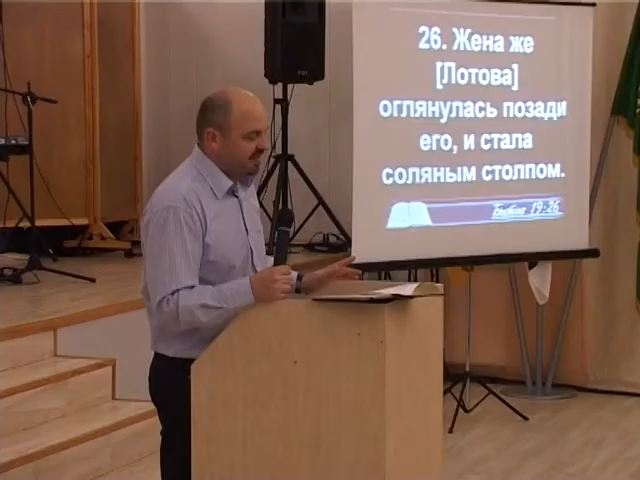 26. Жена же
[Лотова]
оглянулась позади
его, и стала
соляным столпом.
Бытие 19:26